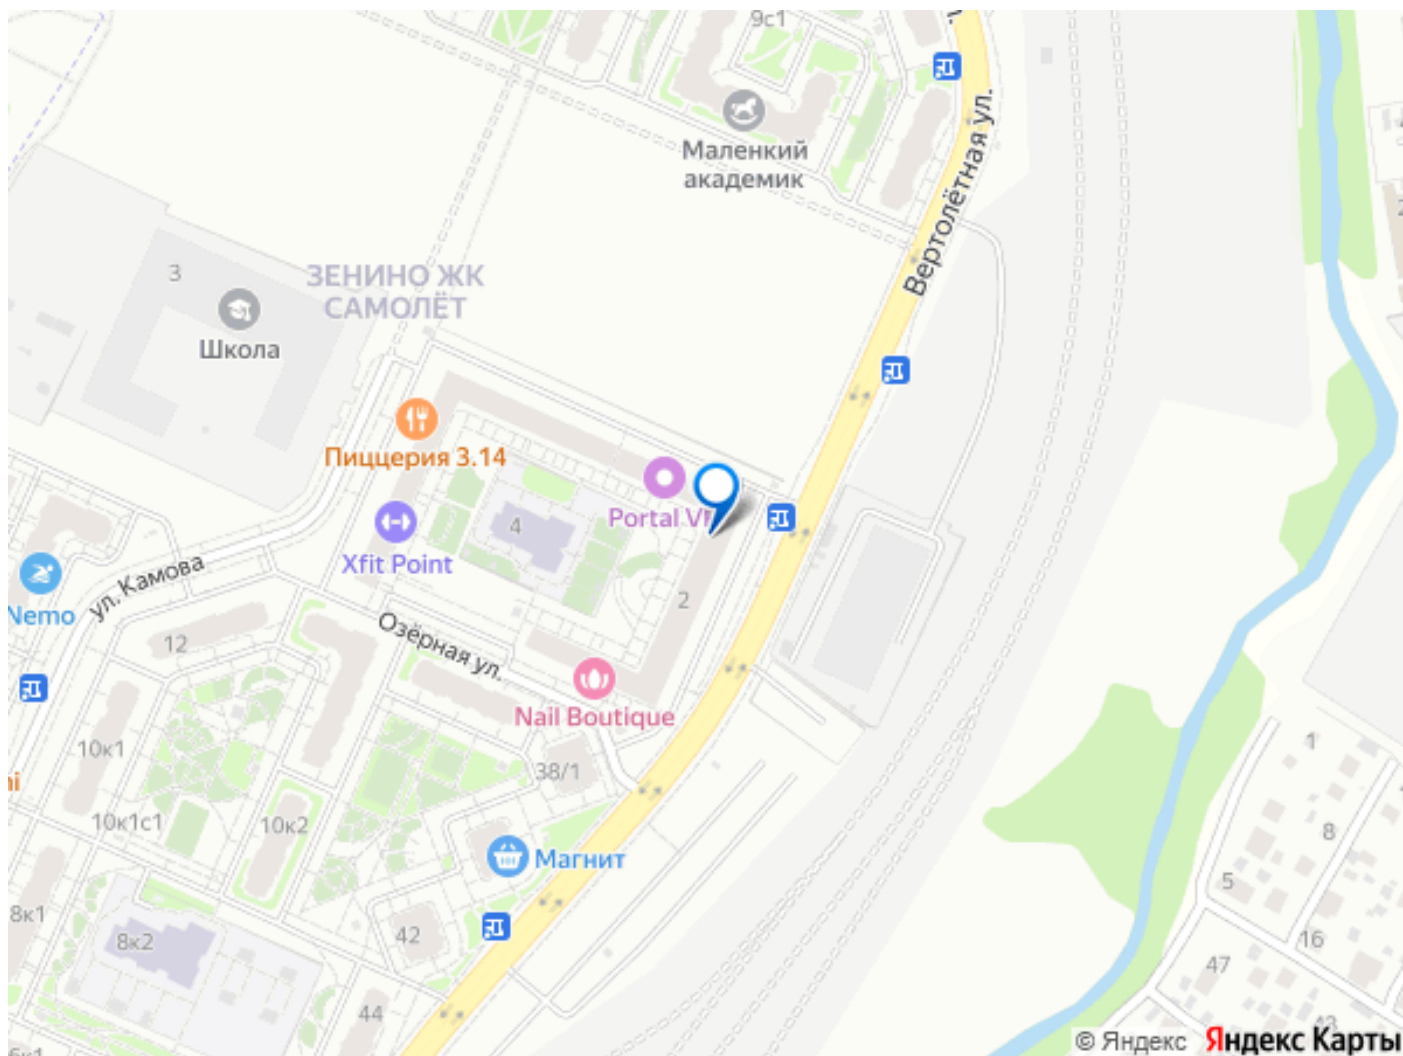 9с1
Маленкий
академик
Вертолётная ул.
3
ЗЕНИНО ЖК
САМОЛЁТ
Школа
Пиццерия 3.14
Portal
4
Xfit Point
ул. Камова
Nemo
2
Озёрная ул.
12
Nail Boutique
10к1
38/1
1
10к1с1
10к2
8
Магнит
5
8к1
42
8к2
16
47
44
© Яндекс
Яндекс Карты